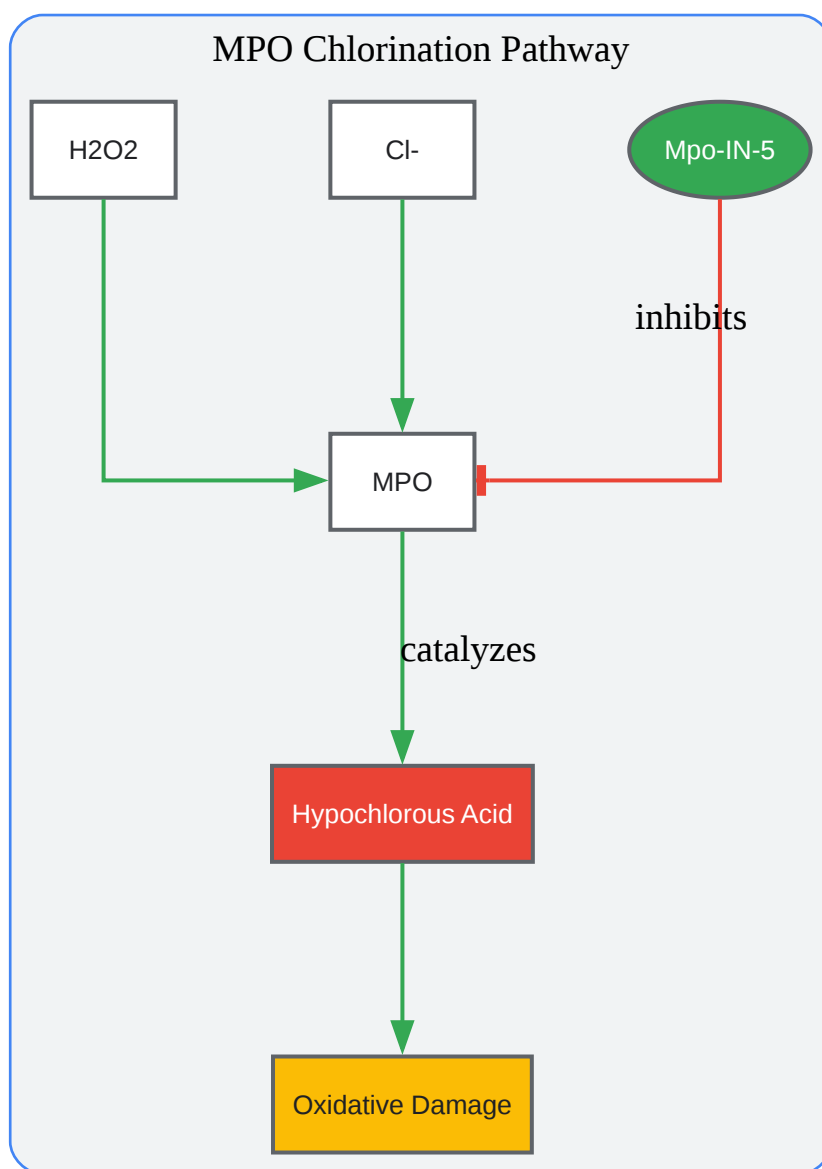 MPO Chlorination Pathway
H2O2
Cl-
Mpo-IN-5
inhibits
MPO
catalyzes
Hypochlorous Acid
Oxidative Damage